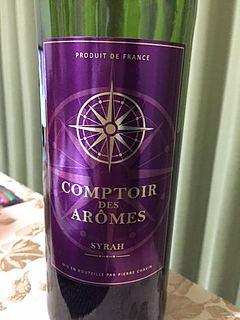 PRODUIT DE FRANCE
COMPTOIR
DES
ARÔMES
SYRAH
MIS EN BOUTEILLE PAR PIERRE CHAVIN